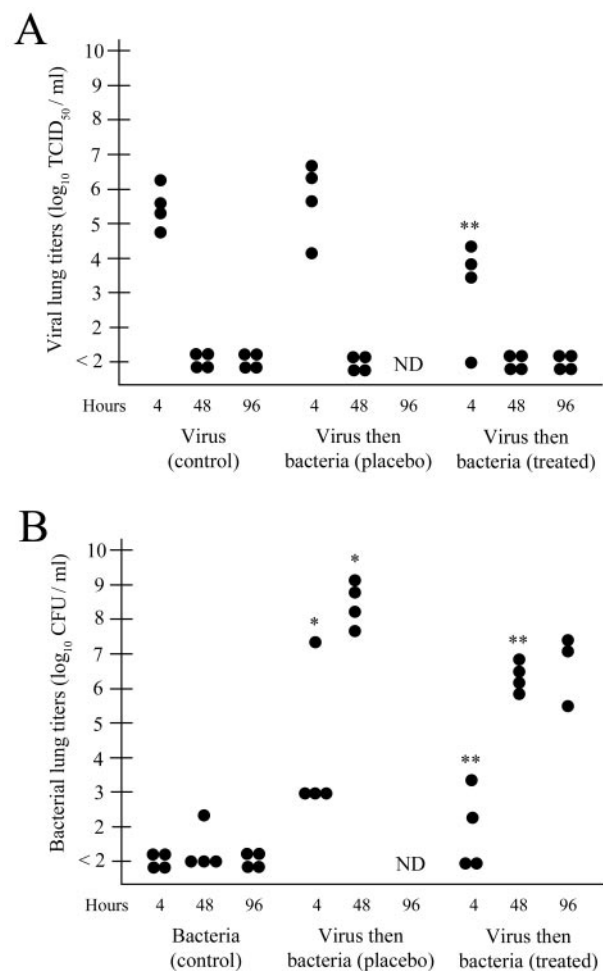 A
Viral lung titers (log10 TCID50 / ml)
10
9
8
7
6
5
4
3
2
< 2
**
ND
Hours 4 48 96 4 48 96 4 48 96
Virus (control)
Virus then bacteria (placebo)
Virus then bacteria (treated)
B
Bacterial lung titers (log10 CFU / ml)
10
9
8
7
6
5
4
3
2
< 2
*
*
**
**
ND
Hours 4 48 96 4 48 96 4 48 96
Bacteria (control)
Virus then bacteria (placebo)
Virus then bacteria (treated)